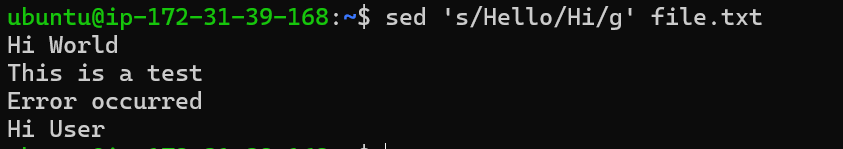 ubuntu@ip-172-31-39-168:~$ sed 's/Hello/Hi/g' file.txt
Hi World
This is a test
Error occurred
Hi User